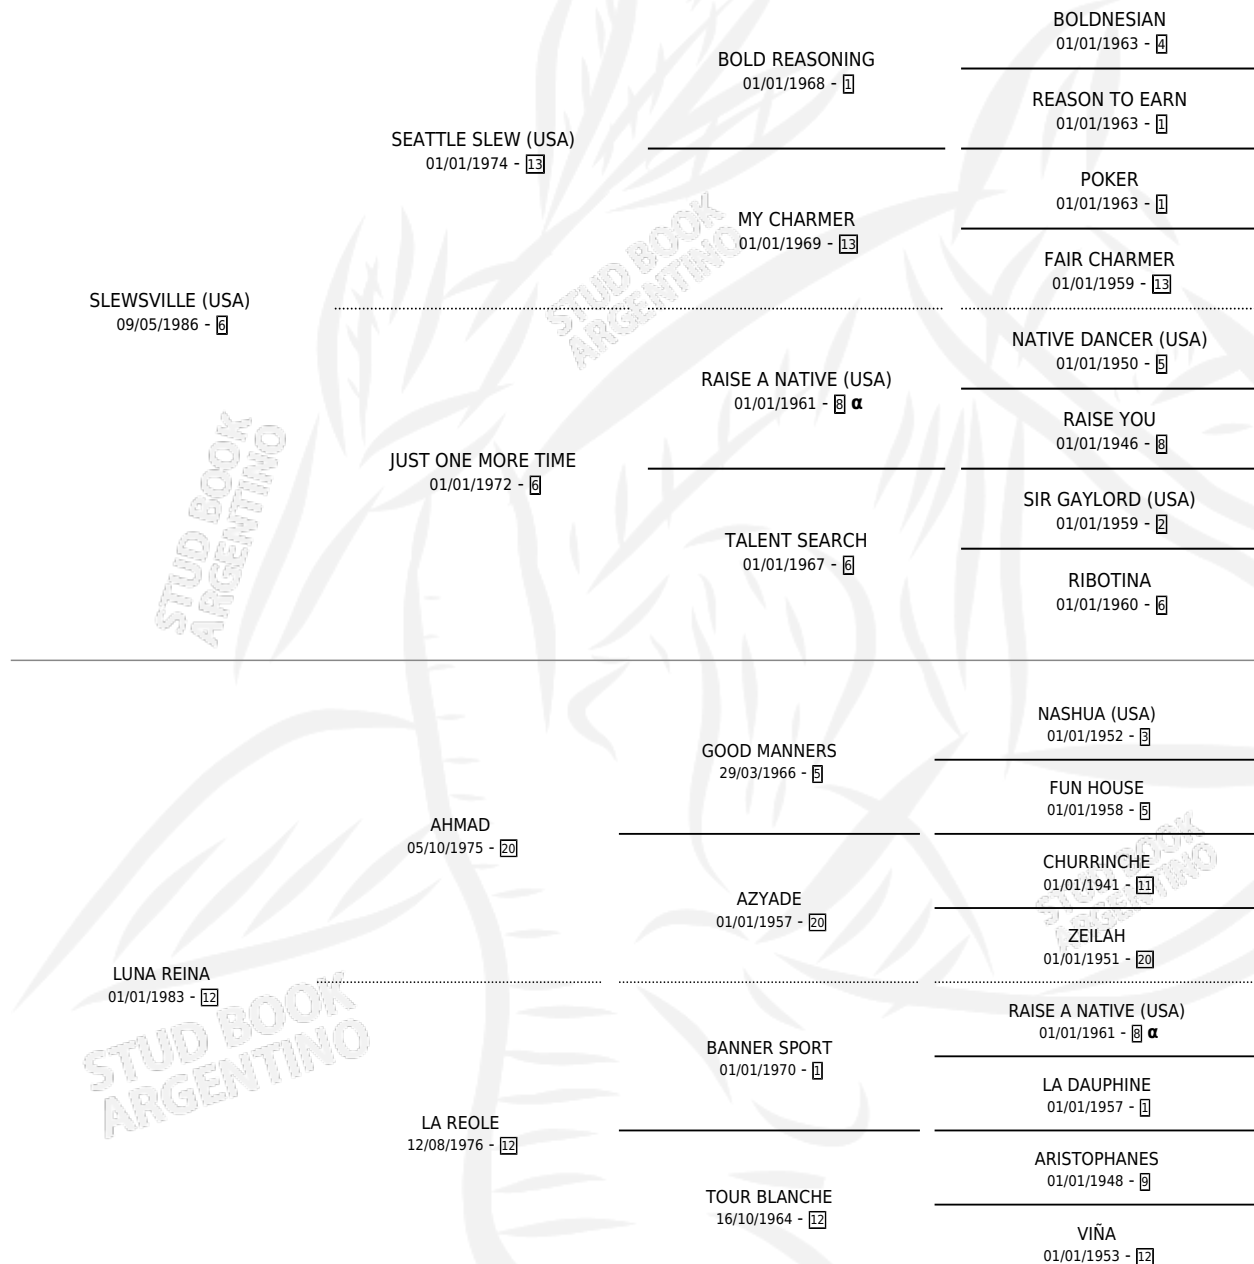 BOLDNESIAN
01/01/1963 - 4
BOLD REASONING
01/01/1968 - 1
REASON TO EARN
01/01/1963 - 1
SEATTLE SLEW (USA)
01/01/1974 - 13
POKER
01/01/1963 - 1
MY CHARMER
01/01/1969 - 13
FAIR CHARMER
01/01/1959 - 13
SLEWSVILLE (USA)
09/05/1986 - 6
NATIVE DANCER (USA)
01/01/1950 - 5
RAISE A NATIVE (USA)
01/01/1961 - 8 α
RAISE YOU
01/01/1946 - 8
JUST ONE MORE TIME
01/01/1972 - 6
SIR GAYLORD (USA)
01/01/1959 - 2
TALENT SEARCH
01/01/1967 - 6
RIBOTINA
01/01/1960 - 6
NASHUA (USA)
01/01/1952 - 3
GOOD MANNERS
29/03/1966 - 5
FUN HOUSE
01/01/1958 - 5
AHMAD
05/10/1975 - 20
CHURRINCHE
01/01/1941 - 11
AZYADE
01/01/1957 - 20
ZEILAH
01/01/1951 - 20
LUNA REINA
01/01/1983 - 12
RAISE A NATIVE (USA)
01/01/1961 - 8 α
BANNER SPORT
01/01/1970 - 1
LA DAUPHINE
01/01/1957 - 1
LA REOLE
12/08/1976 - 12
ARISTOPHANES
01/01/1948 - 9
TOUR BLANCHE
16/10/1964 - 12
VIÑA
01/01/1953 - 12
STUD BOOK
ARGENTINO
STUD BOOK
ARGENTINO
STUD BOOK
ARGENTINO
STUD BOOK
ARGENTINO